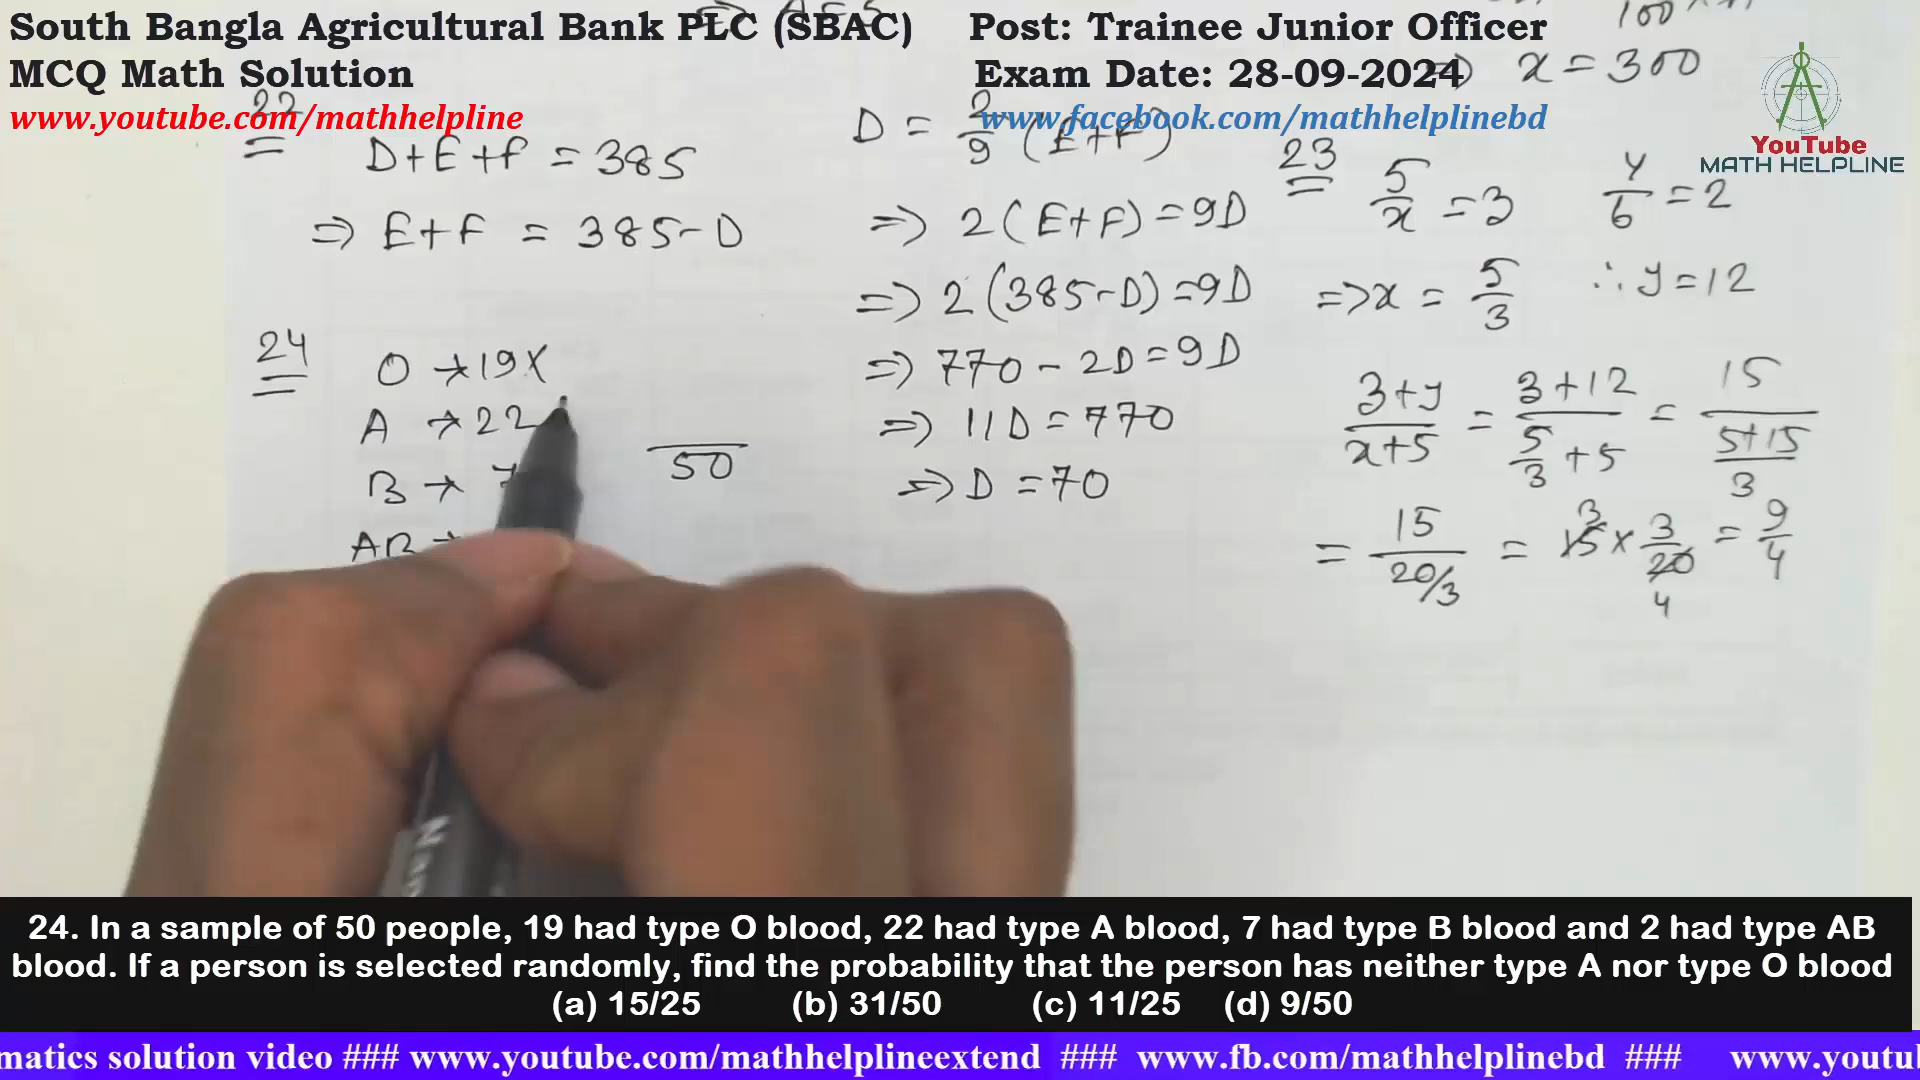 South Bangla Agricultural Bank PLC (SBAC) Post: Trainee Junior Officer
MCQ Math Solution Exam Date: 28-09-2024
www.youtube.com/mathhelpline www.facebook.com/mathhelplinebd
YouTube
MATH HELPLINE
100
⇒ x = 300
22
D+E+F = 385
⇒ E+F = 385-D
D = 2/9 (E+F)
⇒ 2(E+F) = 9D
⇒ 2(385-D) = 9D
⇒ 770 - 2D = 9D
⇒ 11D = 770
⇒ D = 70
23
5/x = 3 y/6 = 2
⇒ x = 5/3 ∴ y = 12
3+y/x+5 = 3+12/5/3+5 = 15/5+15/3
= 15/20/3 = 15 3 × 3/20 4 = 9/4
24
O → 19 X
A → 22
B → 7
AB →
50
24. In a sample of 50 people, 19 had type O blood, 22 had type A blood, 7 had type B blood and 2 had type AB
blood. If a person is selected randomly, find the probability that the person has neither type A nor type O blood
(a) 15/25 (b) 31/50 (c) 11/25 (d) 9/50
matics solution video ### www.youtube.com/mathhelplineextend ### www.fb.com/mathhelplinebd ### www.youtu